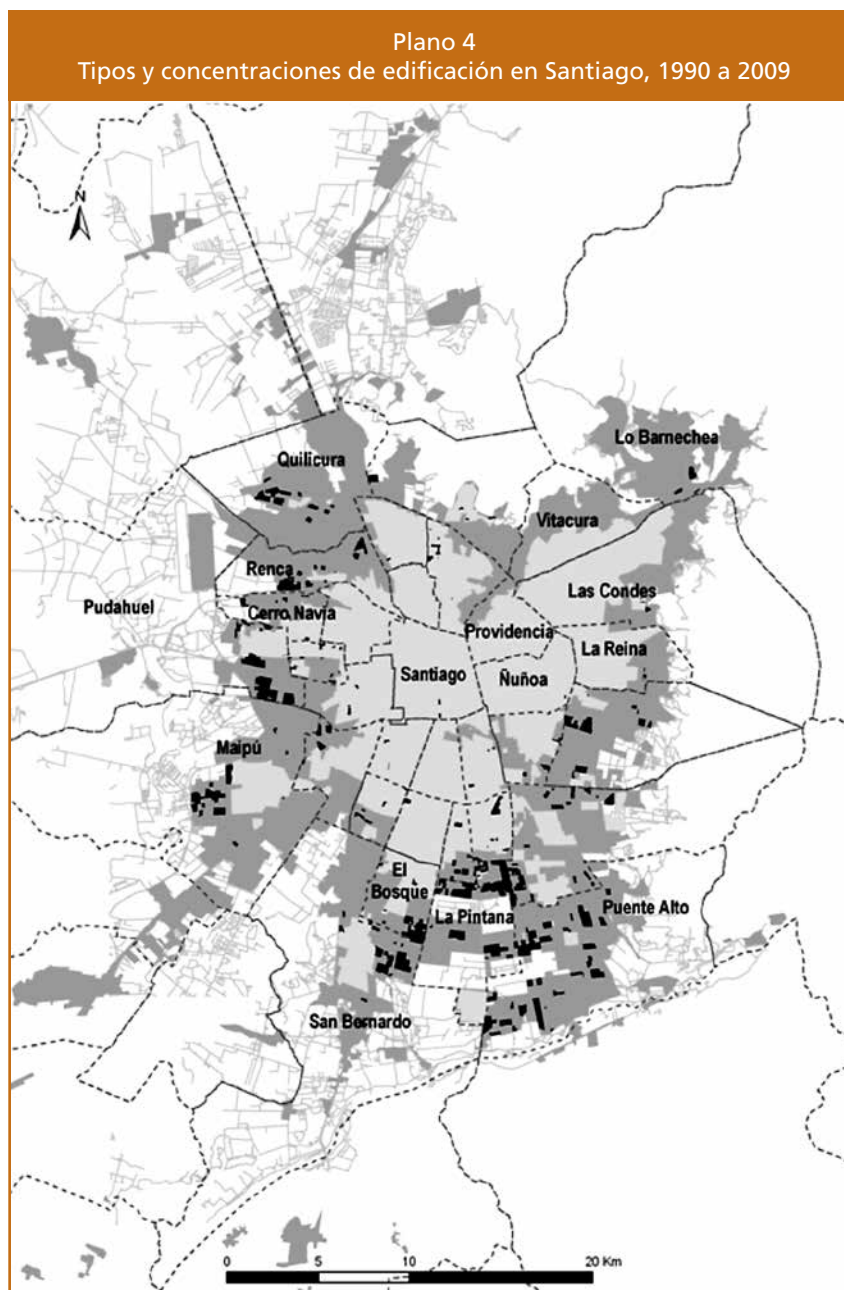 Plano 4
Tipos y concentraciones de edificación en Santiago, 1990 a 2009
N
Lo Barnechea
Quilicura
Vitacura
Renca
Las Condes
Pudahuel
Cerro Navia
Providencia
La Reina
Santiago
Ñuñoa
Maipú
El
Bosque
La Pintana
Puente Alto
San Bernardo
0 5 10 20 Km